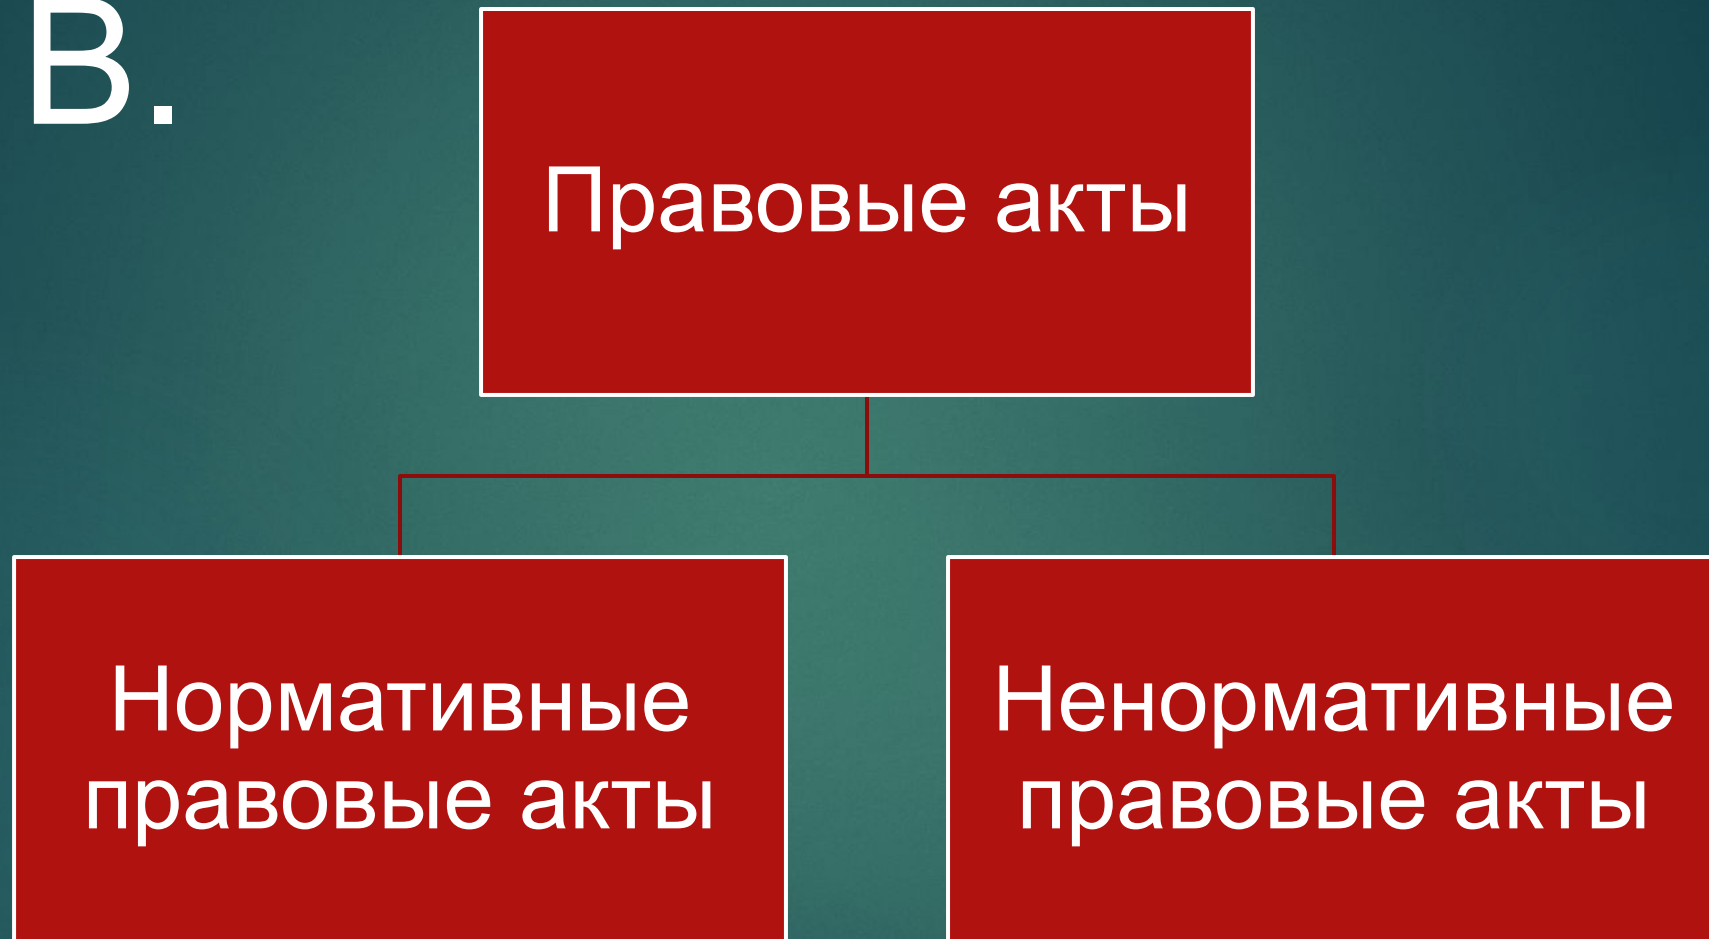 В.
Правовые акты
Нормативные
правовые акты
Ненормативные
правовые акты